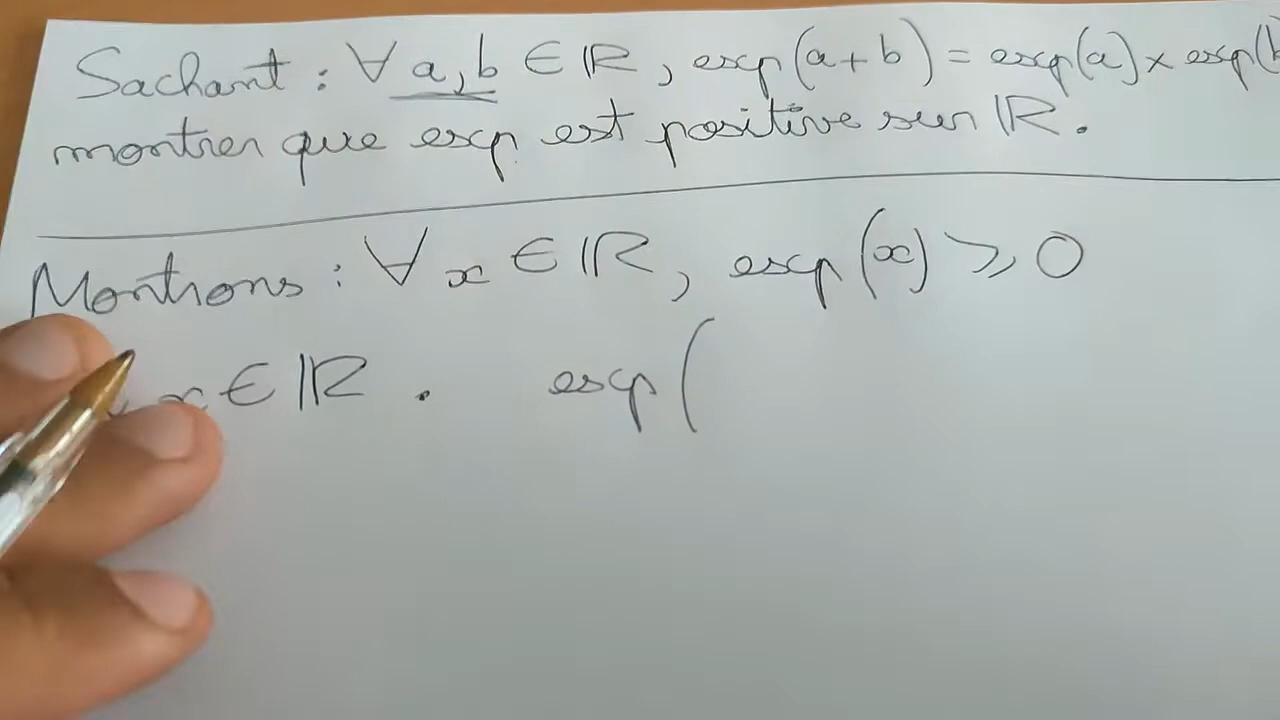 Sachant : ∀ a, b ∈ ℝ, exp(a+b) = exp(a) × exp(
montrer que exp est positive sur ℝ.
Montrons : ∀ x ∈ ℝ, exp(x) ⩾ 0
x ∈ ℝ. exp(